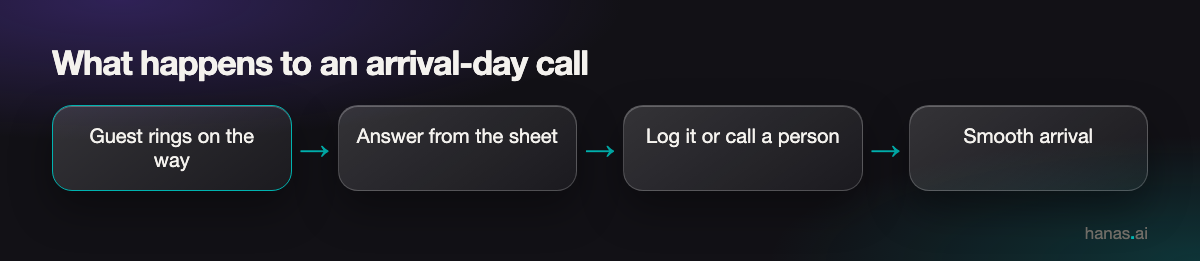 What happens to an arrival-day call
Guest rings on the
way
Answer from the sheet
Log it or call a person
Smooth arrival
hanas.ai